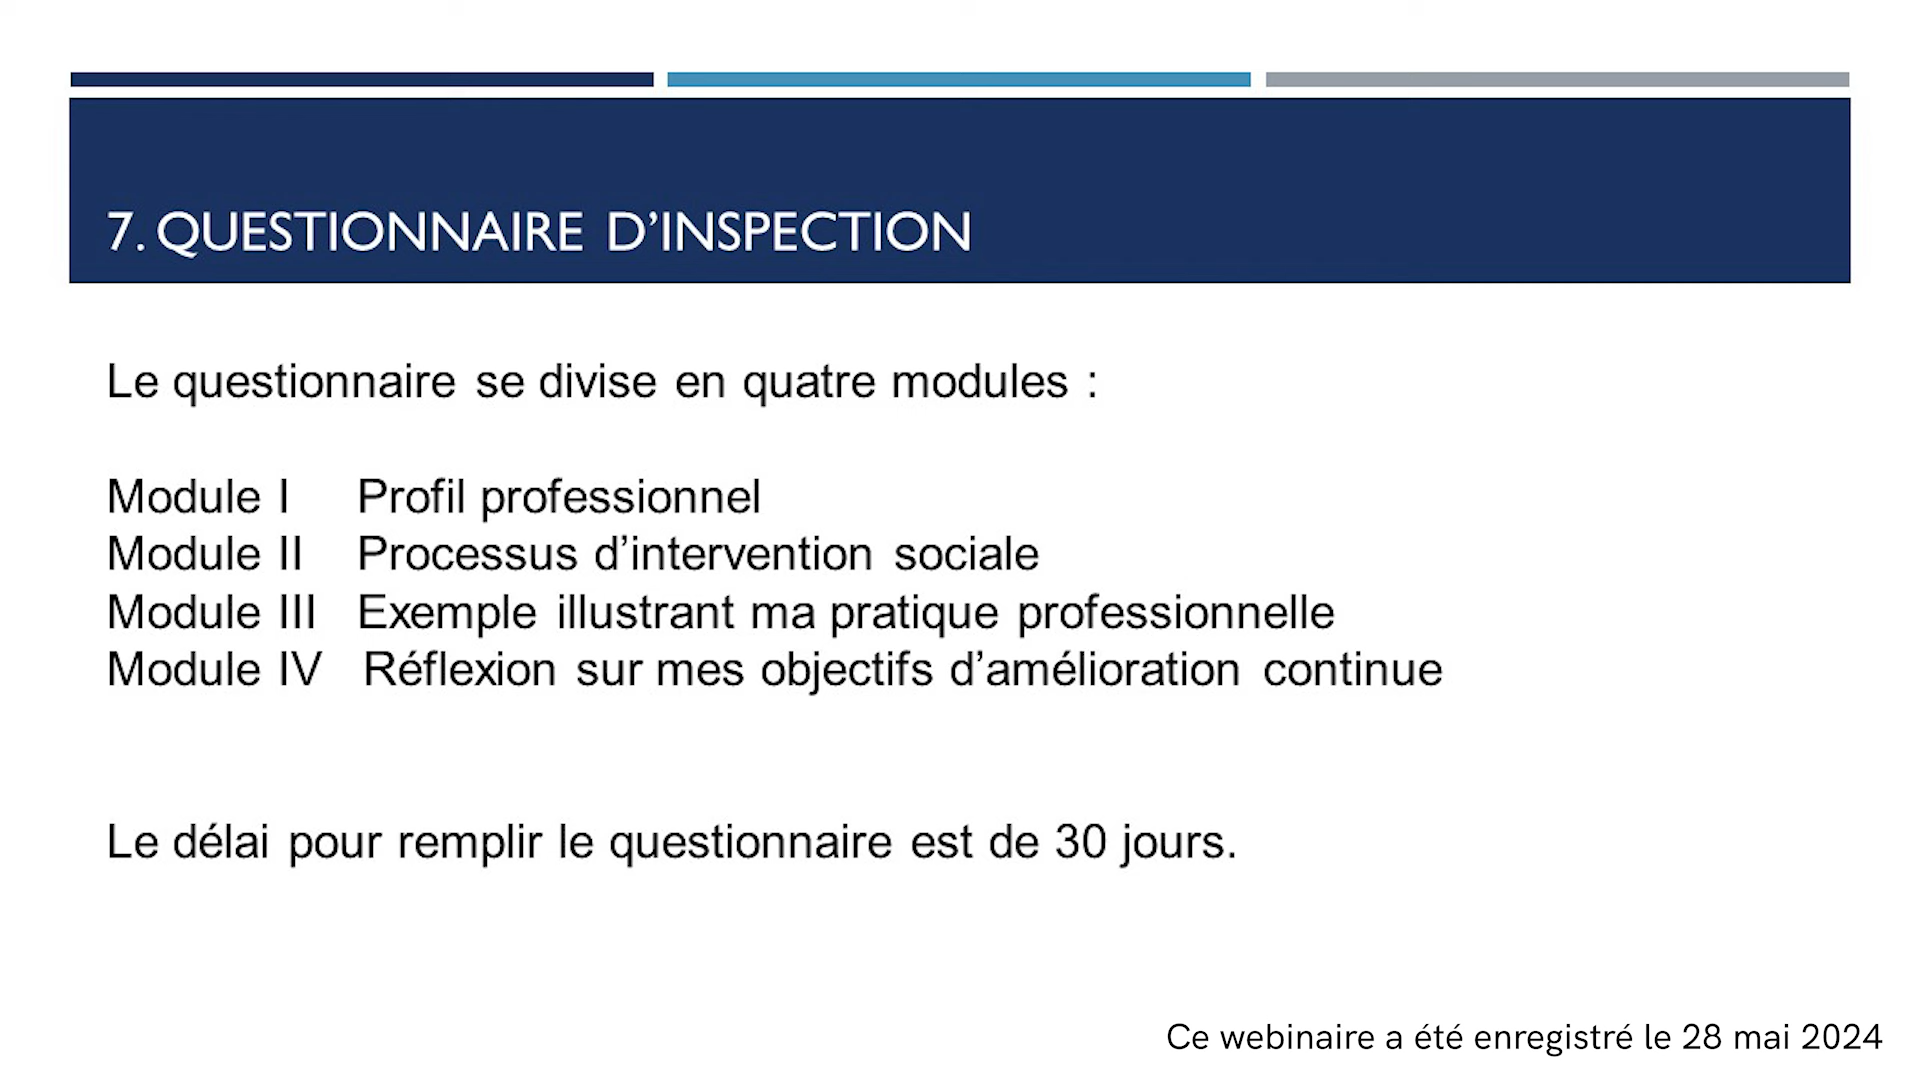 7. QUESTIONNAIRE D’INSPECTION
Le questionnaire se divise en quatre modules :
Module I Profil professionnel
Module II Processus d’intervention sociale
Module III Exemple illustrant ma pratique professionnelle
Module IV Réflexion sur mes objectifs d’amélioration continue
Le délai pour remplir le questionnaire est de 30 jours.
Ce webinaire a été enregistré le 28 mai 2024